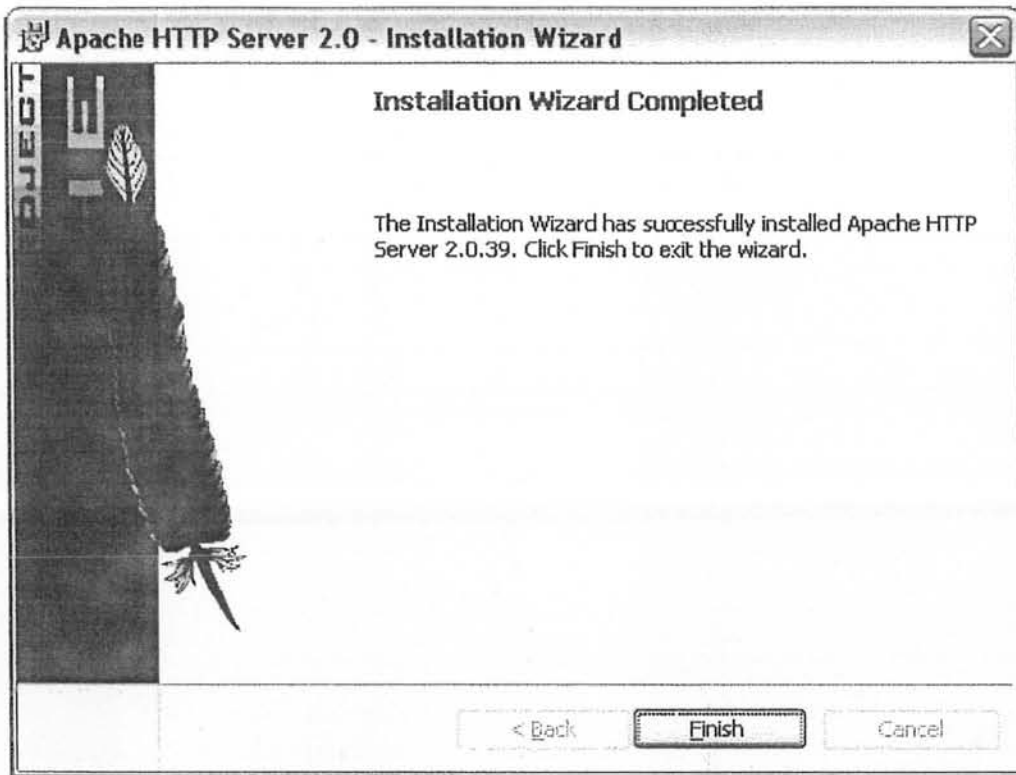 Apache HTTP Server 2.0 - Installation Wizard
Installation Wizard Completed
The Installation Wizard has successfully installed Apache HTTP
Server 2.0.39. Click Finish to exit the wizard.
< Back
Finish
Cancel